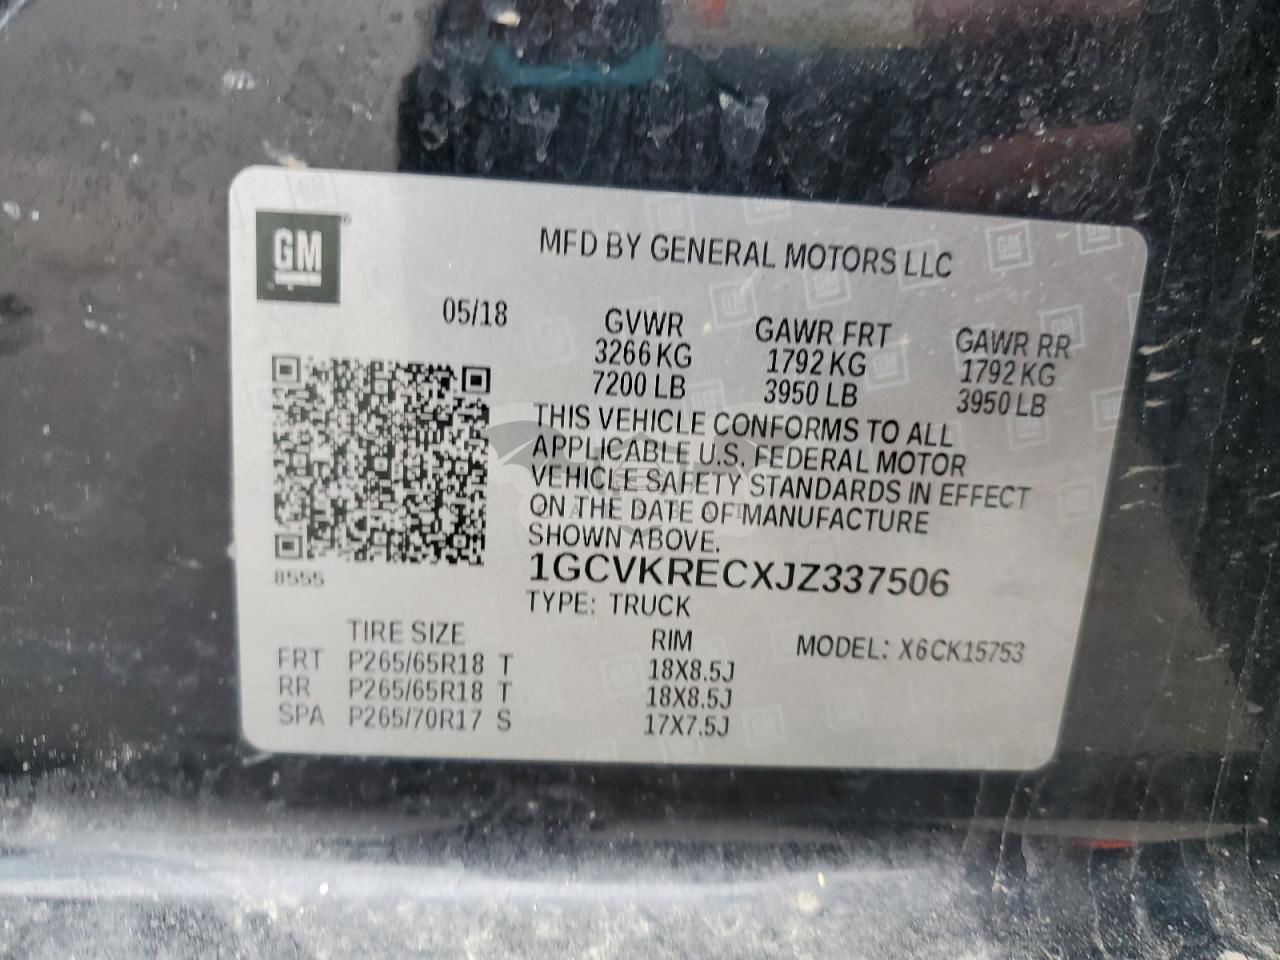 GM
MFD BY GENERAL MOTORS LLC
05/18
GVWR GAWR FRT GAWR RR
3266 KG 1792 KG 1792 KG
7200 LB 3950 LB 3950 LB
THIS VEHICLE CONFORMS TO ALL
APPLICABLE U.S. FEDERAL MOTOR
VEHICLE SAFETY STANDARDS IN EFFECT
ON THE DATE OF MANUFACTURE
SHOWN ABOVE.
8555
1GCVKRECXJZ337506
TYPE: TRUCK
TIRE SIZE RIM MODEL: X6CK15753
FRT P265/65R18 T 18X8.5J
RR P265/65R18 T 18X8.5J
SPA P265/70R17 S 17X7.5J